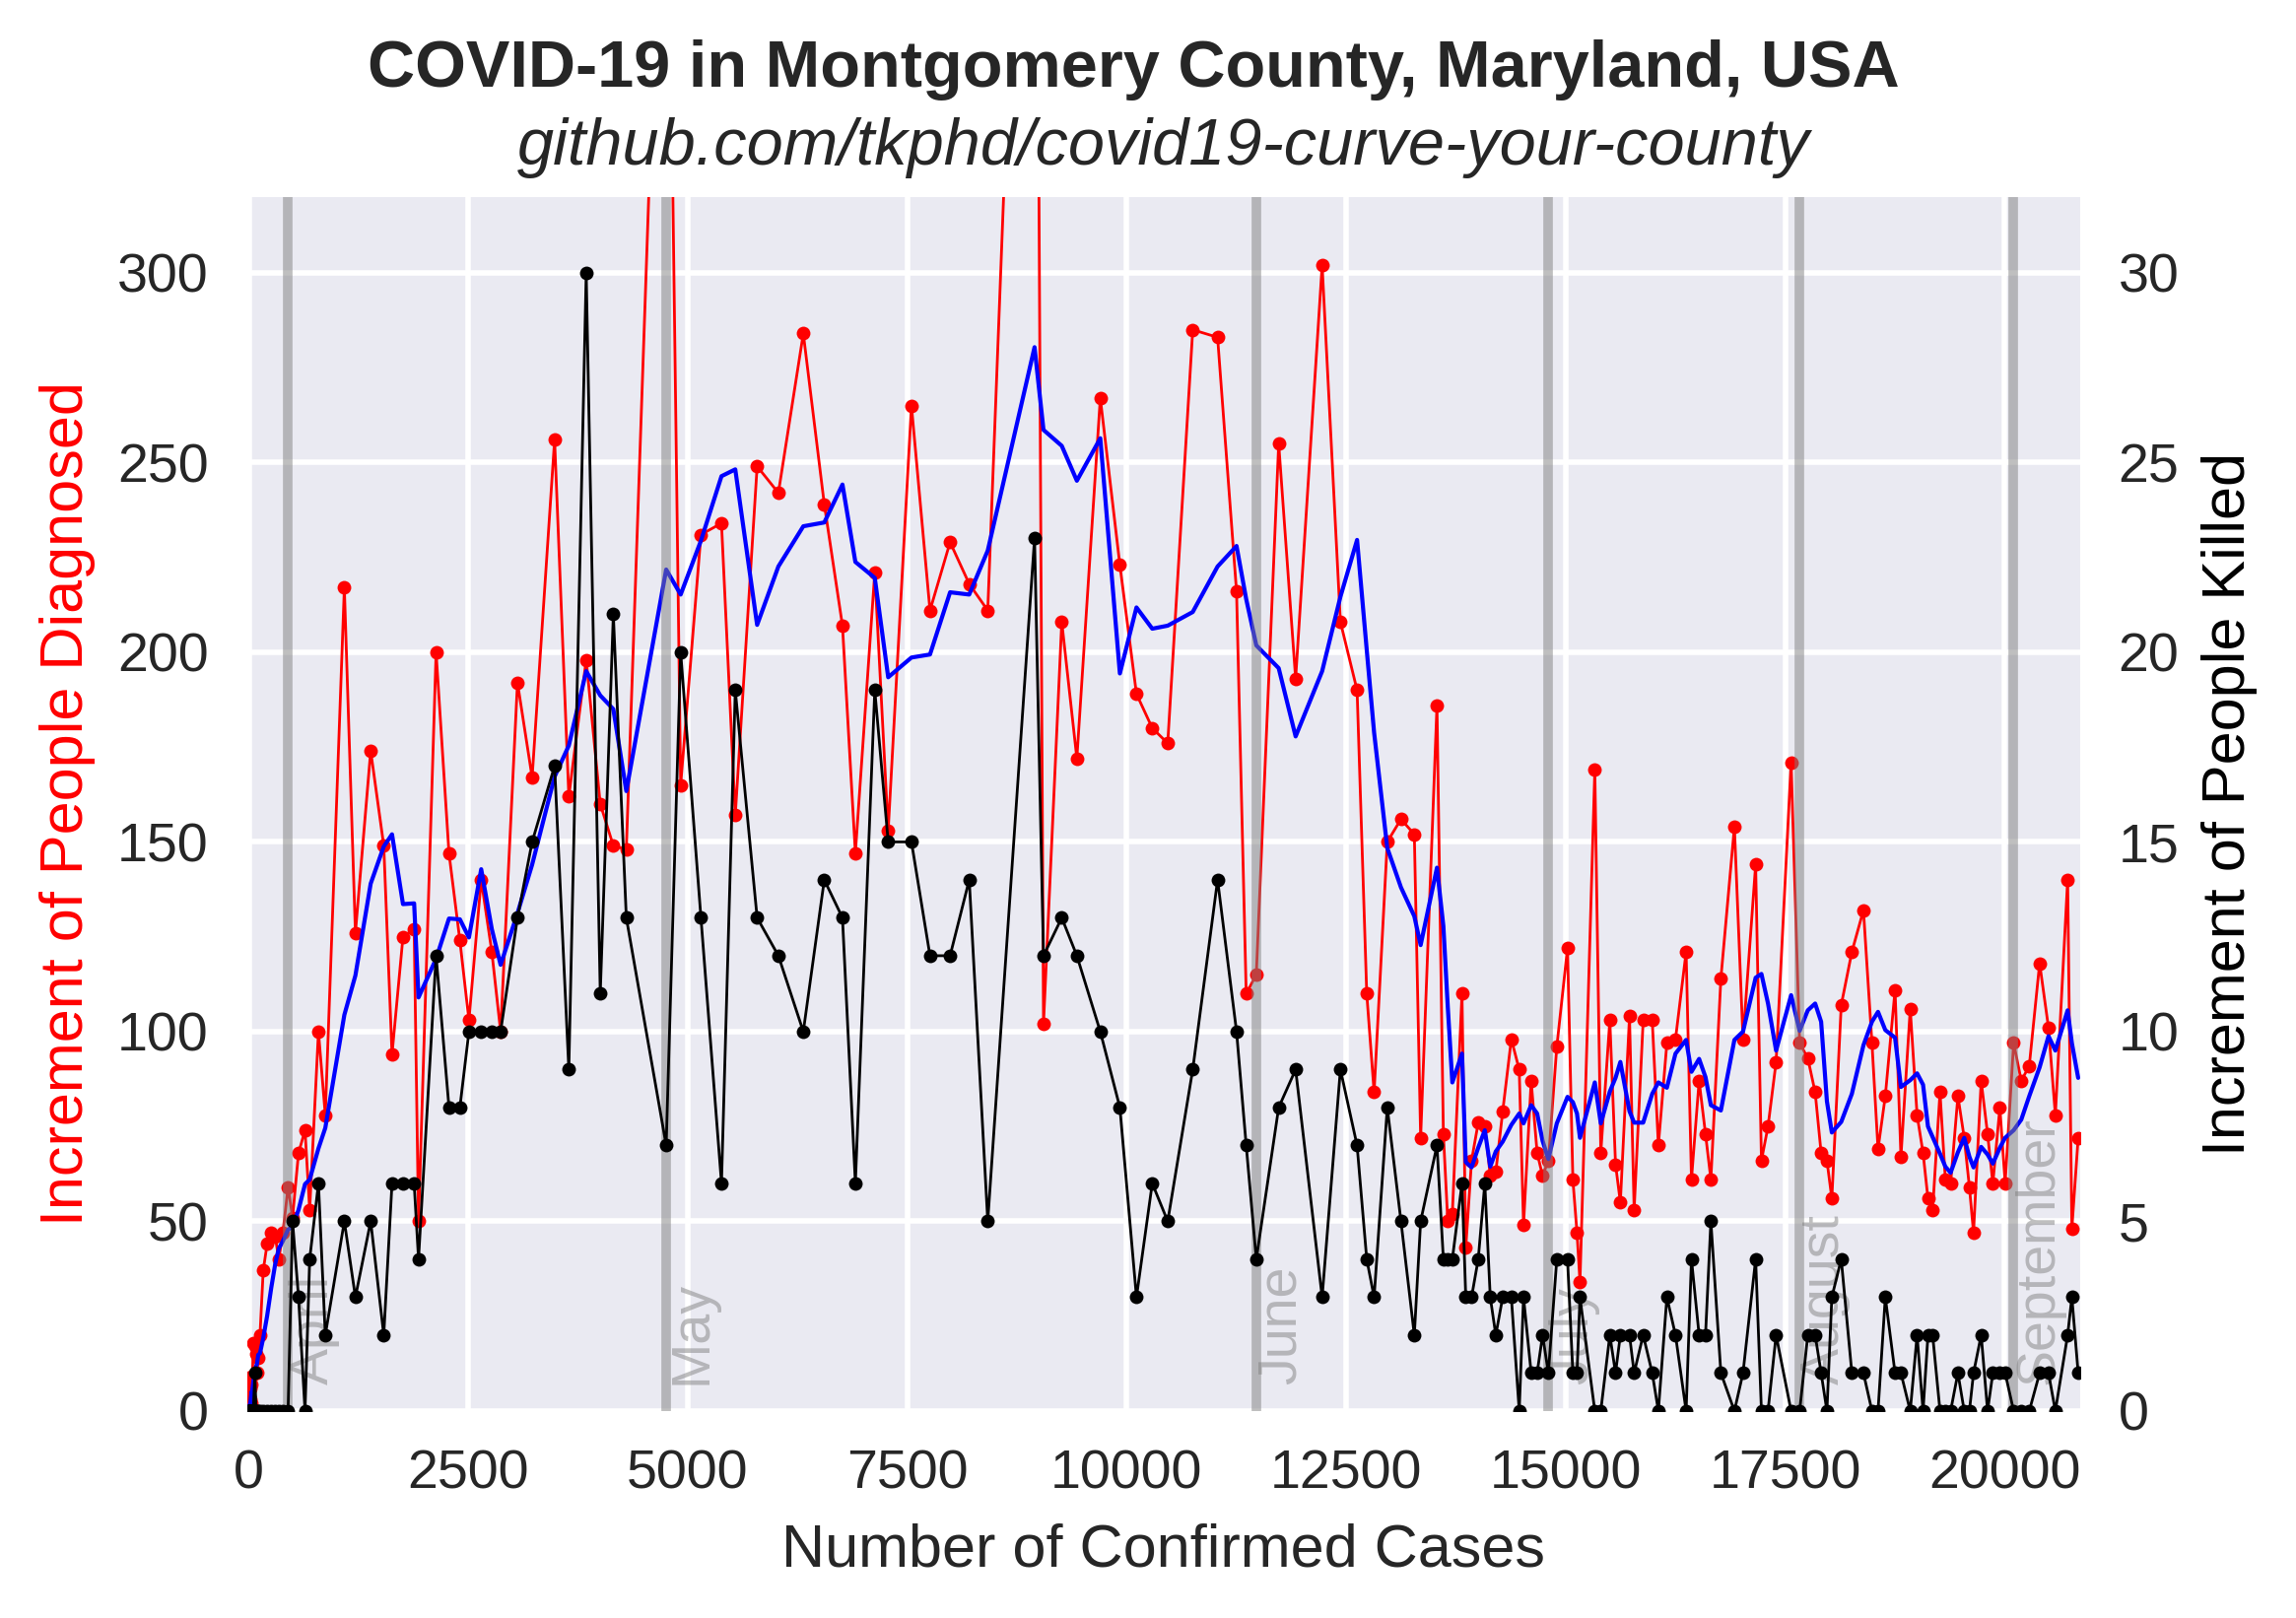 COVID-19 in Montgomery County, Maryland, USA
github.com/tkphd/covid19-curve-your-county
Increment of People Diagnosed
300
250
200
150
100
50
0
April
May
June
July
August
September
30
25
20
15
10
5
0
Increment of People Killed
0 2500 5000 7500 10000 12500 15000 17500 20000
Number of Confirmed Cases